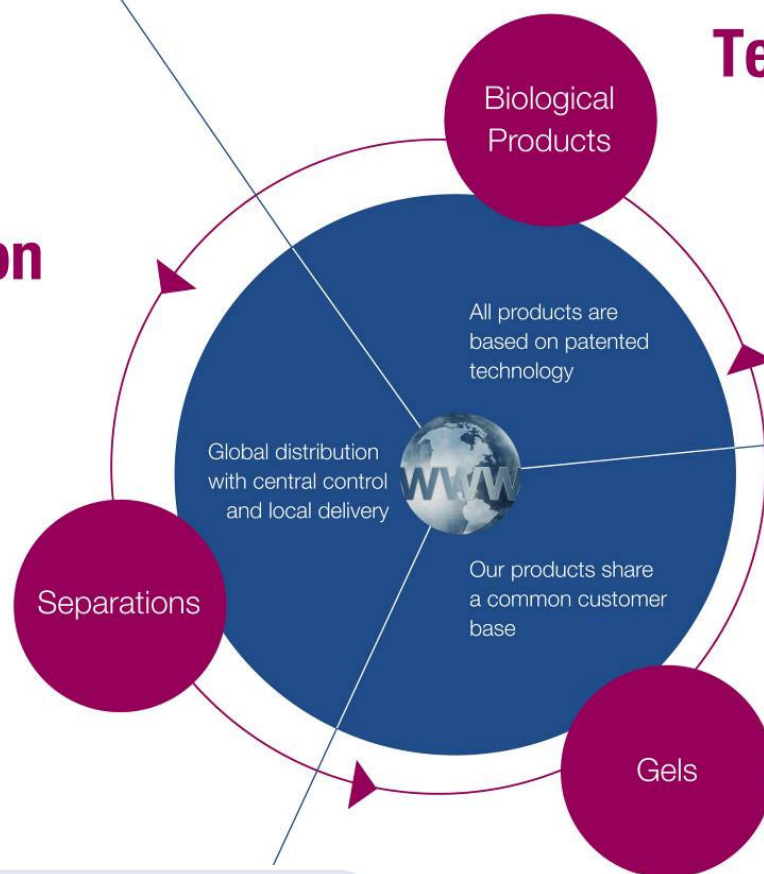 Te
on
Biological
Products
All products are
based on patented
technology
Global distribution
with central control
and local delivery
WWW
Our products share
a common customer
base
Separations
Gels